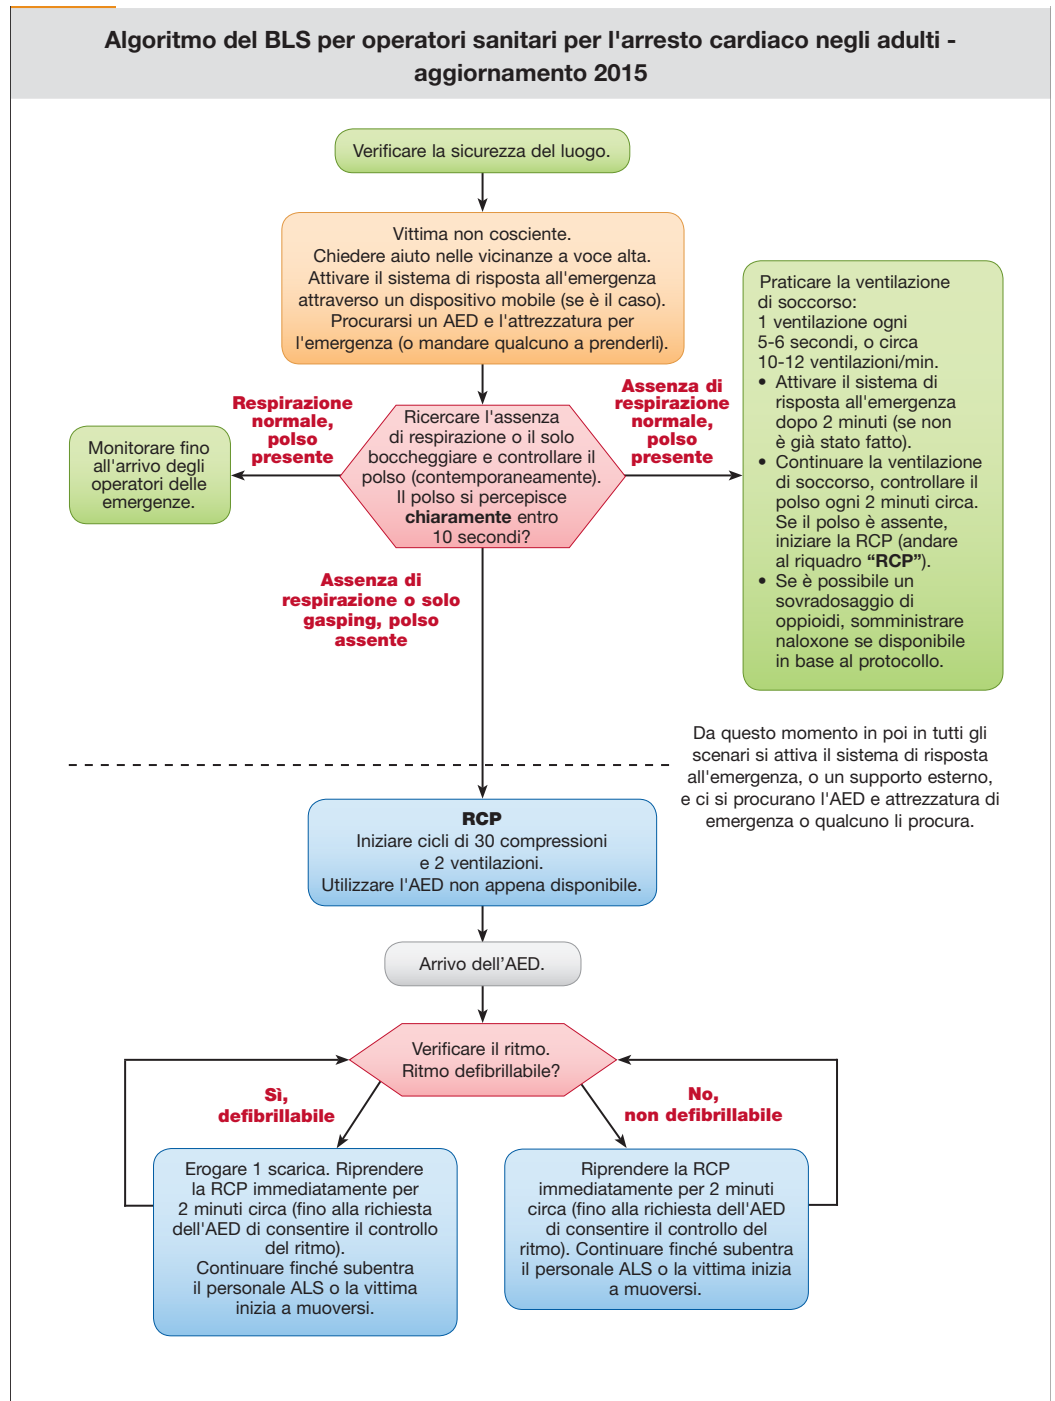 Algoritmo del BLS per operatori sanitari per l'arresto cardiaco negli adulti -
aggiornamento 2015
Verificare la sicurezza del luogo.
Vittima non cosciente.
Chiedere aiuto nelle vicinanze a voce alta.
Attivare il sistema di risposta all'emergenza
attraverso un dispositivo mobile (se è il caso).
Procurarsi un AED e l'attrezzatura per
l'emergenza (o mandare qualcuno a prenderli).
Respirazione
normale,
polso
presente
Monitorare fino
all'arrivo degli
operatori delle
emergenze.
Ricercare l'assenza
di respirazione o il solo
boccheggiare e controllare il
polso (contemporaneamente).
Il polso si percepisce
chiaramente entro
10 secondi?
Assenza di
respirazione
normale,
polso
presente
Praticare la ventilazione
di soccorso:
1 ventilazione ogni
5-6 secondi, o circa
10-12 ventilazioni/min.
• Attivare il sistema di
risposta all'emergenza
dopo 2 minuti (se non
è già stato fatto).
• Continuare la ventilazione
di soccorso, controllare il
polso ogni 2 minuti circa.
Se il polso è assente,
iniziare la RCP (andare
al riquadro “RCP”).
• Se è possibile un
sovradosaggio di
oppioidi, somministrare
naloxone se disponibile
in base al protocollo.
Assenza di
respirazione o solo
gasping, polso
assente
Da questo momento in poi in tutti gli
scenari si attiva il sistema di risposta
all'emergenza, o un supporto esterno,
e ci si procurano l'AED e attrezzatura di
emergenza o qualcuno li procura.
RCP
Iniziare cicli di 30 compressioni
e 2 ventilazioni.
Utilizzare l'AED non appena disponibile.
Arrivo dell’AED.
Verificare il ritmo.
Ritmo defibrillabile?
Sì,
defibrillabile
No,
non defibrillabile
Erogare 1 scarica. Riprendere
la RCP immediatamente per
2 minuti circa (fino alla richiesta
dell'AED di consentire il controllo
del ritmo).
Continuare finché subentra
il personale ALS o la vittima
inizia a muoversi.
Riprendere la RCP
immediatamente per 2 minuti
circa (fino alla richiesta dell'AED
di consentire il controllo del
ritmo). Continuare finché subentra
il personale ALS o la vittima inizia
a muoversi.